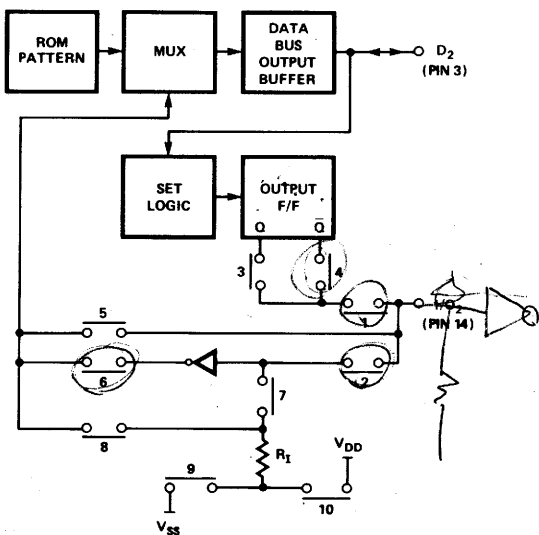 ROM
PATTERN
MUX
DATA
BUS
OUTPUT
BUFFER
D2
(PIN 3)
SET
LOGIC
OUTPUT
F/F
Q
Q̅
3
4
1
I/O2
(PIN 14)
5
6
2
7
8
RI
9
VDD
VSS
10